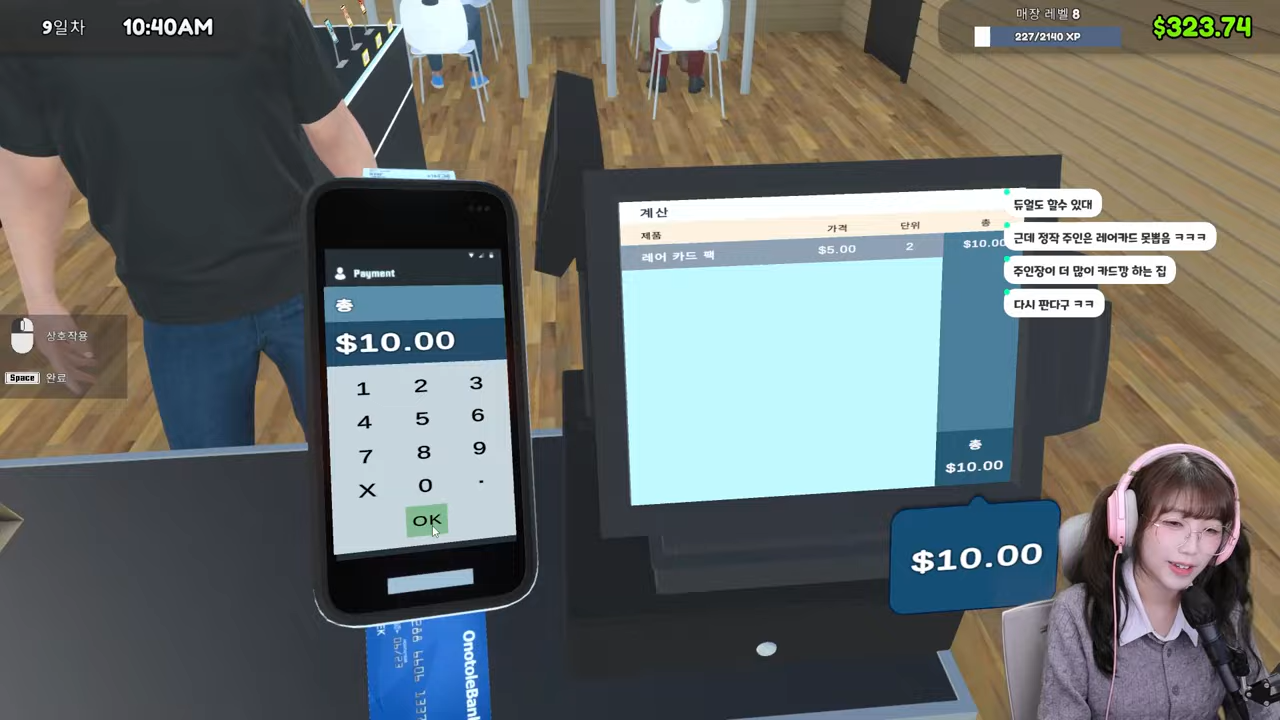 9일차
10:40AM
매장 레벨 8
227/2140 XP
$323.74
상호작용
Space 완료
Payment
총
$10.00
1 2 3
4 5 6
7 8 9
X 0 .
OK
계산
제품 가격 단위 총
레어 카드 팩 $5.00 2 $10.00
총
$10.00
$10.00
듀얼도 할수 있대
근데 정작 주인은 레어카드 못뽑음 ㅋㅋㅋ
주인장이 더 많이 카드깡 하는 집
다시 판다구 ㅋㅋ
OnotoleBank